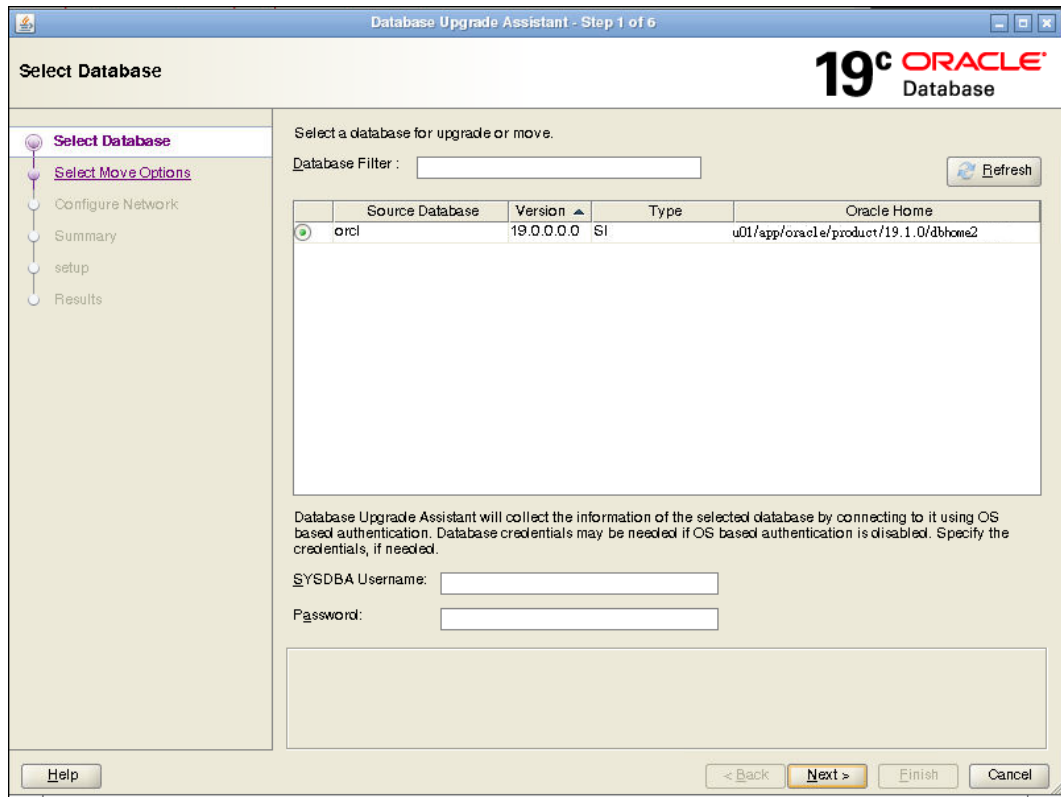 Database Upgrade Assistant - Step 1 of 6
Select Database
19c ORACLE
Database
Select Database
Select Move Options
Configure Network
Summary
setup
Results
Select a database for upgrade or move.
Database Filter :
Refresh
Source Database Version Type Oracle Home
orcl 19.0.0.0.0 SI u01/app/oracle/product/19.1.0/dbhome2
Database Upgrade Assistant will collect the information of the selected database by connecting to it using OS
based authentication. Database credentials may be needed if OS based authentication is disabled. Specify the
credentials, if needed.
SYSDBA Username:
Password:
Help
< Back
Next >
Finish
Cancel